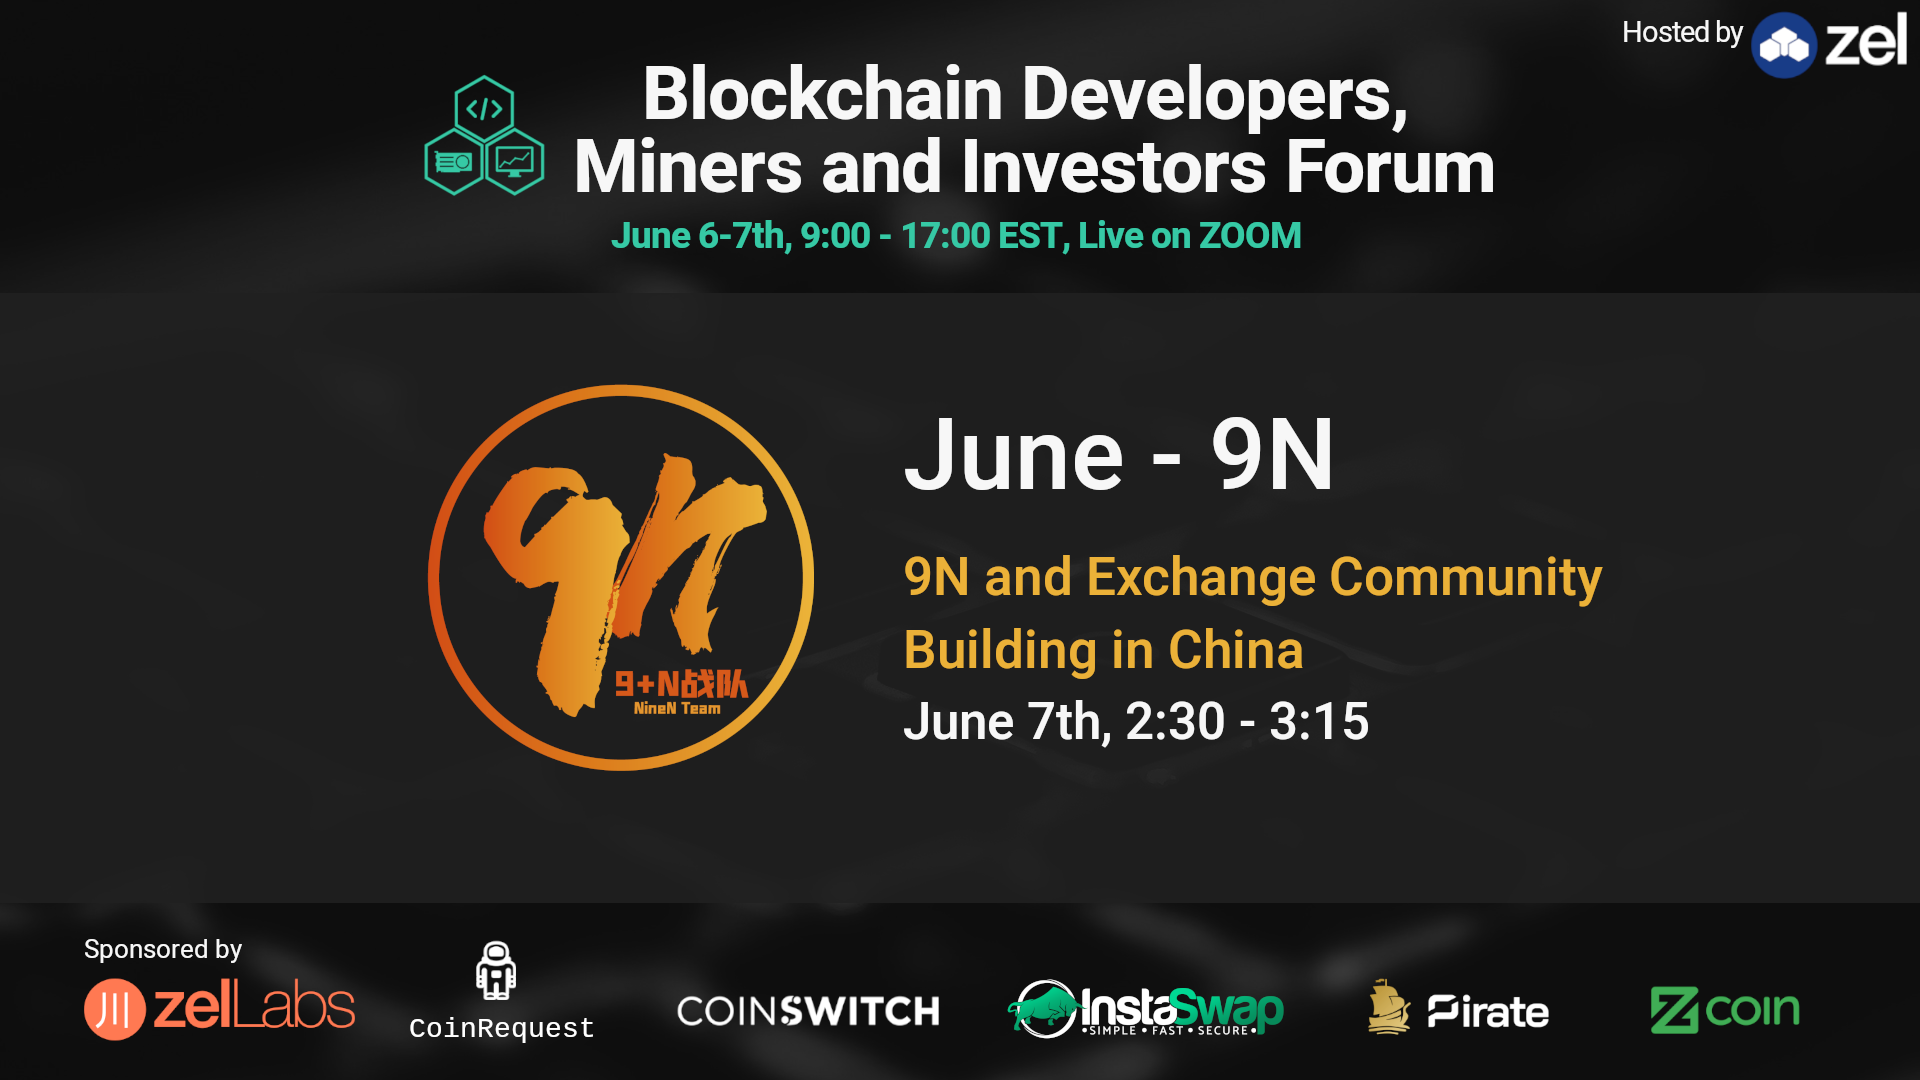 Hosted by zel
Blockchain Developers,
Miners and Investors Forum
June 6-7th, 9:00 - 17:00 EST, Live on ZOOM
9n
9+N战队
NineN Team
June - 9N
9N and Exchange Community
Building in China
June 7th, 2:30 - 3:15
Sponsored by
zelLabs
CoinRequest
COINSWITCH
InstaSwap
•SIMPLE•FAST•SECURE•
Pirate
Zcoin